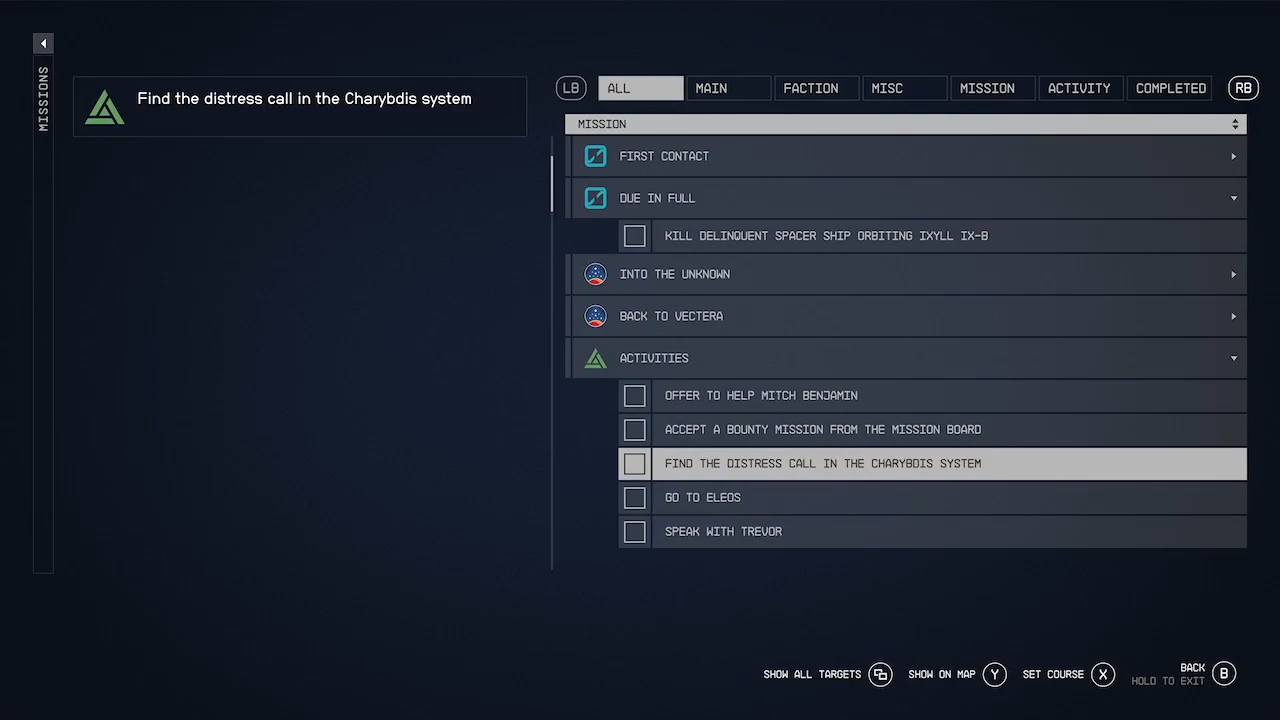 MISSIONS
Find the distress call in the Charybdis system
LB ALL MAIN FACTION MISC MISSION ACTIVITY COMPLETED RB
MISSION
FIRST CONTACT
DUE IN FULL
KILL DELINQUENT SPACER SHIP ORBITING IXYLL IX-B
INTO THE UNKNOWN
BACK TO VECTERA
ACTIVITIES
OFFER TO HELP MITCH BENJAMIN
ACCEPT A BOUNTY MISSION FROM THE MISSION BOARD
FIND THE DISTRESS CALL IN THE CHARYBDIS SYSTEM
GO TO ELEOS
SPEAK WITH TREVOR
SHOW ALL TARGETS SHOW ON MAP Y SET COURSE X BACK B
HOLD TO EXIT